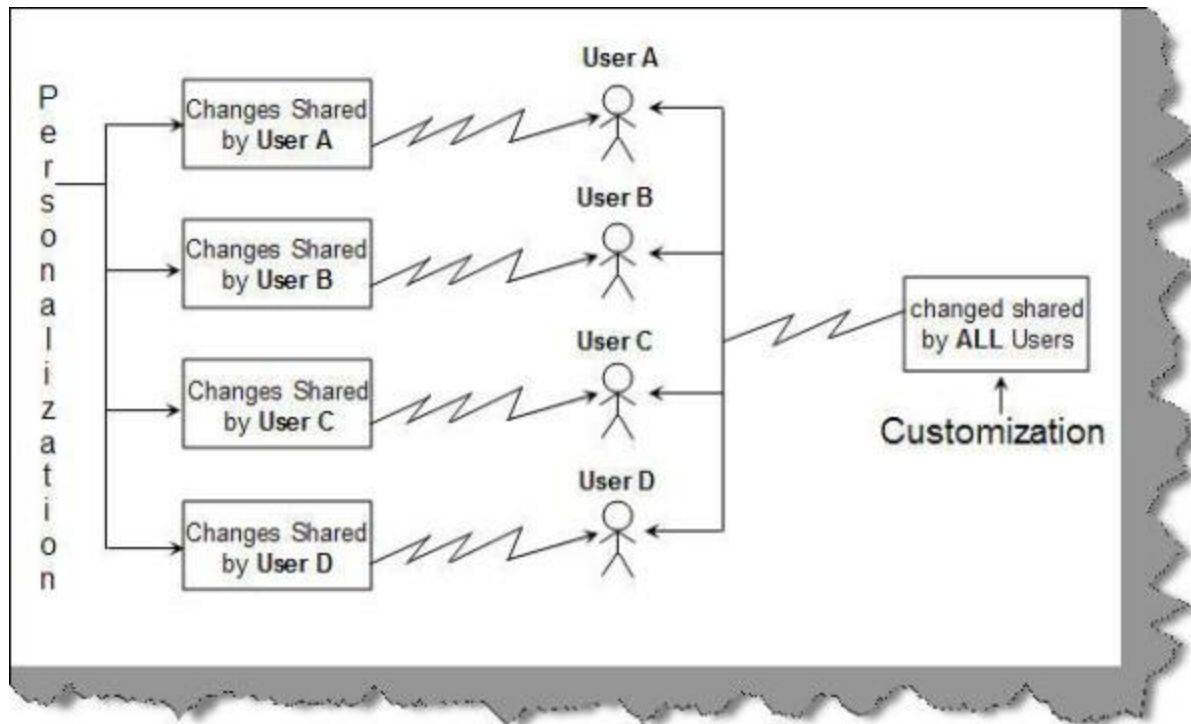 Personalization
Changes Shared
by User A
User A
Changes Shared
by User B
User B
Changes Shared
by User C
User C
Changes Shared
by User D
User D
changed shared
by ALL Users
Customization